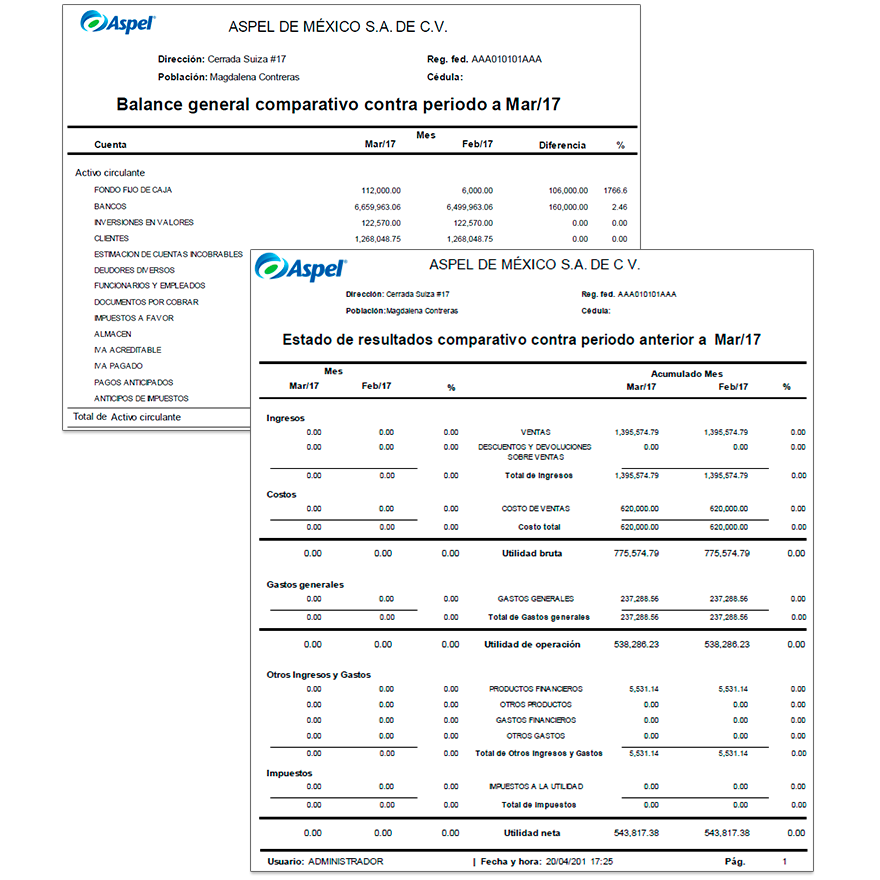 Aspel
ASPEL DE MÉXICO S.A. DE C.V.
Dirección: Cerrada Suiza #17 Reg. fed. AAA010101AAA
Población: Magdalena Contreras Cédula:
Balance general comparativo contra periodo a Mar/17
Mes
Cuenta Mar/17 Feb/17 Diferencia %
Activo circulante
FONDO FIJO DE CAJA 112,000.00 6,000.00 106,000.00 1766.6
BANCOS 6,659,963.06 6,499,963.06 160,000.00 2.46
INVERSIONES EN VALORES 122,570.00 122,570.00 0.00 0.00
CLIENTES 1,268,048.75 1,268,048.75 0.00 0.00
ESTIMACION DE CUENTAS INCOBRABLES
DEUDORES DIVERSOS
FUNCIONARIOS Y EMPLEADOS
DOCUMENTOS POR COBRAR
IMPUESTOS A FAVOR
ALMACEN
IVA ACREDITABLE
IVA PAGADO
PAGOS ANTICIPADOS
ANTICIPOS DE IMPUESTOS
Total de Activo circulante
Aspel
ASPEL DE MÉXICO S.A. DE C V.
Dirección: Cerrada Suiza #17 Reg. fed. AAA010101AAA
Población: Magdalena Contreras Cédula:
Estado de resultados comparativo contra periodo anterior a Mar/17
Mes Acumulado Mes
Mar/17 Feb/17 % Mar/17 Feb/17 %
Ingresos
0.00 0.00 0.00 VENTAS 1,395,574.79 1,395,574.79 0.00
0.00 0.00 0.00 DESCUENTOS Y DEVOLUCIONES 0.00 0.00 0.00
SOBRE VENTAS
0.00 0.00 0.00 Total de Ingresos 1,395,574.79 1,395,574.79 0.00
Costos
0.00 0.00 0.00 COSTO DE VENTAS 620,000.00 620,000.00 0.00
0.00 0.00 0.00 Costo total 620,000.00 620,000.00 0.00
0.00 0.00 0.00 Utilidad bruta 775,574.79 775,574.79 0.00
Gastos generales
0.00 0.00 0.00 GASTOS GENERALES 237,288.56 237,288.56 0.00
0.00 0.00 0.00 Total de Gastos generales 237,288.56 237,288.56 0.00
0.00 0.00 0.00 Utilidad de operación 538,286.23 538,286.23 0.00
Otros Ingresos y Gastos
0.00 0.00 0.00 PRODUCTOS FINANCIEROS 5,531.14 5,531.14 0.00
0.00 0.00 0.00 OTROS PRODUCTOS 0.00 0.00 0.00
0.00 0.00 0.00 GASTOS FINANCIEROS 0.00 0.00 0.00
0.00 0.00 0.00 OTROS GASTOS 0.00 0.00 0.00
0.00 0.00 0.00 Total de Otros Ingresos y Gastos 5,531.14 5,531.14 0.00
Impuestos
0.00 0.00 0.00 IMPUESTOS A LA UTILIDAD 0.00 0.00 0.00
0.00 0.00 0.00 Total de Impuestos 0.00 0.00 0.00
0.00 0.00 0.00 Utilidad neta 543,817.38 543,817.38 0.00
Usuario: ADMINISTRADOR | Fecha y hora: 20/04/201 17:25 Pág. 1